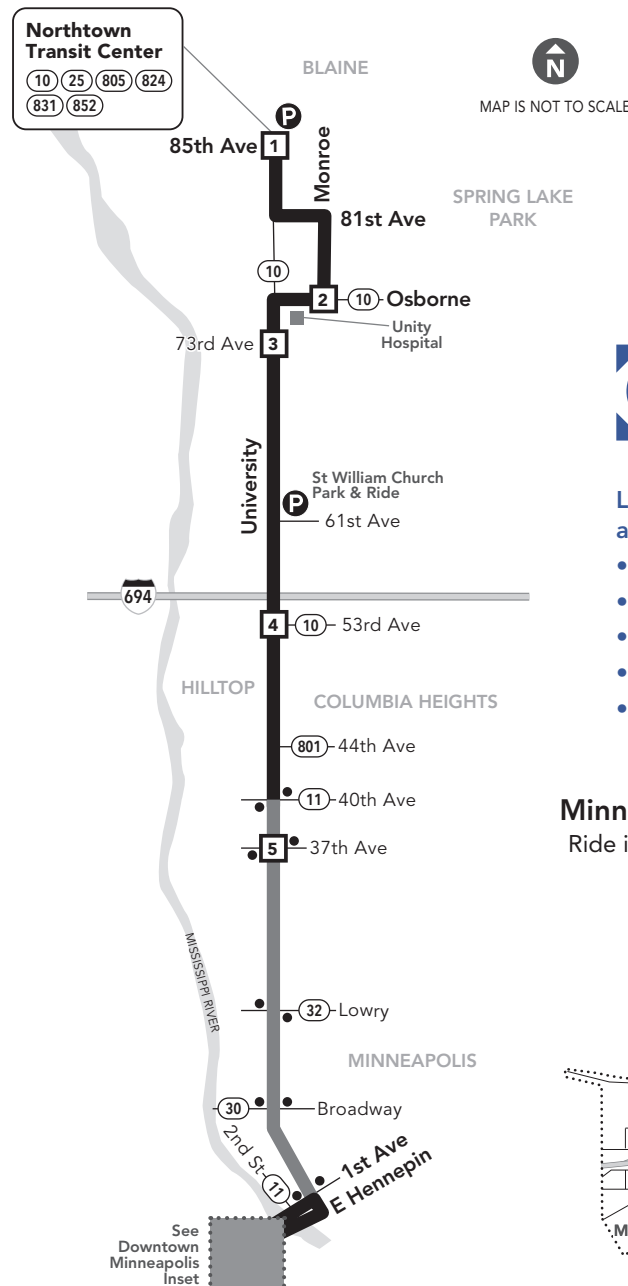 Northtown
Transit Center
10 25 805 824
831 852
BLAINE
N
MAP IS NOT TO SCALE
P
85th Ave
1
Monroe
SPRING LAKE
PARK
81st Ave
10
2
10
Osborne
Unity
Hospital
73rd Ave
3
University
St William Church
Park & Ride
P
61st Ave
694
4
10
53rd Ave
HILLTOP
COLUMBIA HEIGHTS
801
44th Ave
11
40th Ave
Minn
Ride i
5
37th Ave
MISSISSIPPI RIVER
32
Lowry
MINNEAPOLIS
30
Broadway
2nd St
11
1st Ave
E Hennepin
See
Downtown
Minneapolis
Inset
L
a
M